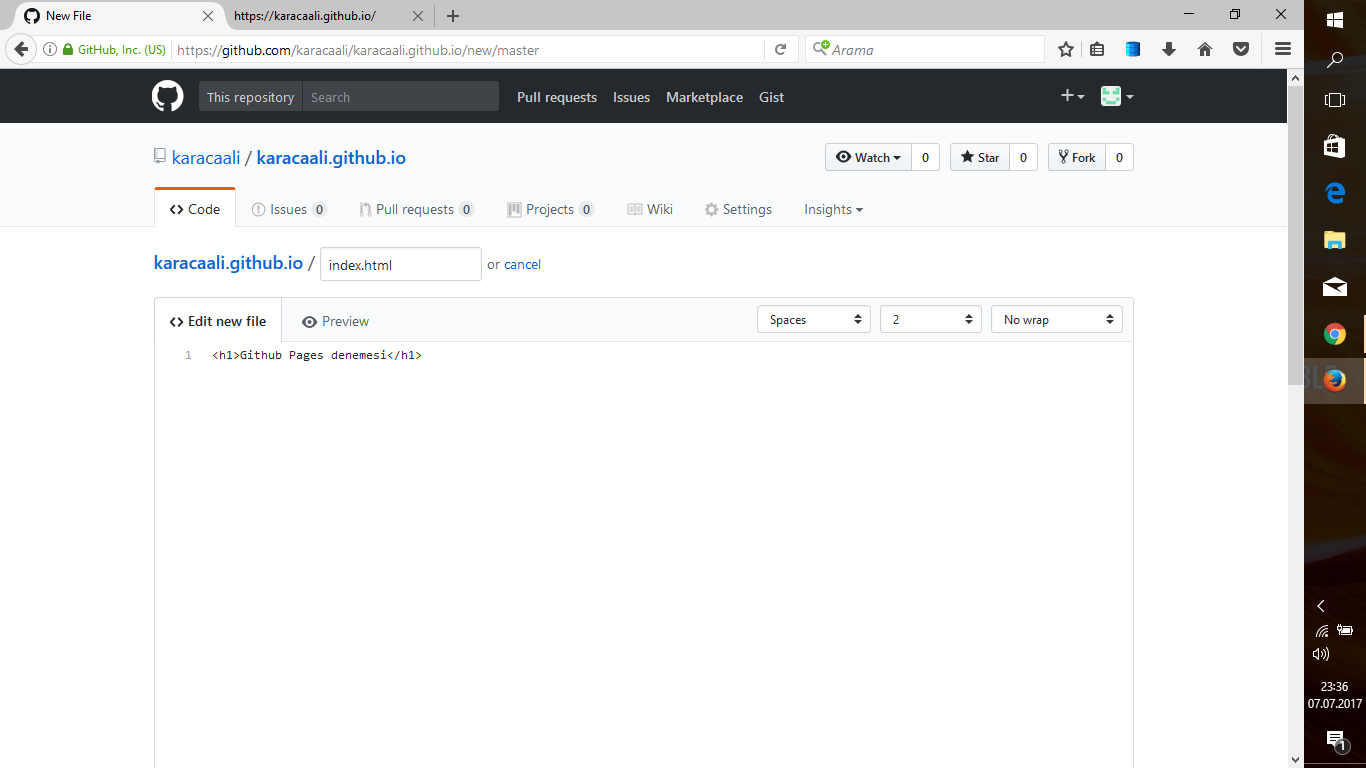 New File
https://karacaali.github.io/
GitHub, Inc. (US)
https://github.com/karacaali/karacaali.github.io/new/master
Arama
This repository
Search
Pull requests
Issues
Marketplace
Gist
karacaali / karacaali.github.io
Watch 0
Star 0
Fork 0
Code
Issues 0
Pull requests 0
Projects 0
Wiki
Settings
Insights
karacaali.github.io / index.html or cancel
Edit new file
Preview
Spaces
2
No wrap
1 <h1>Github Pages denemesi</h1>
23:36
07.07.2017
1